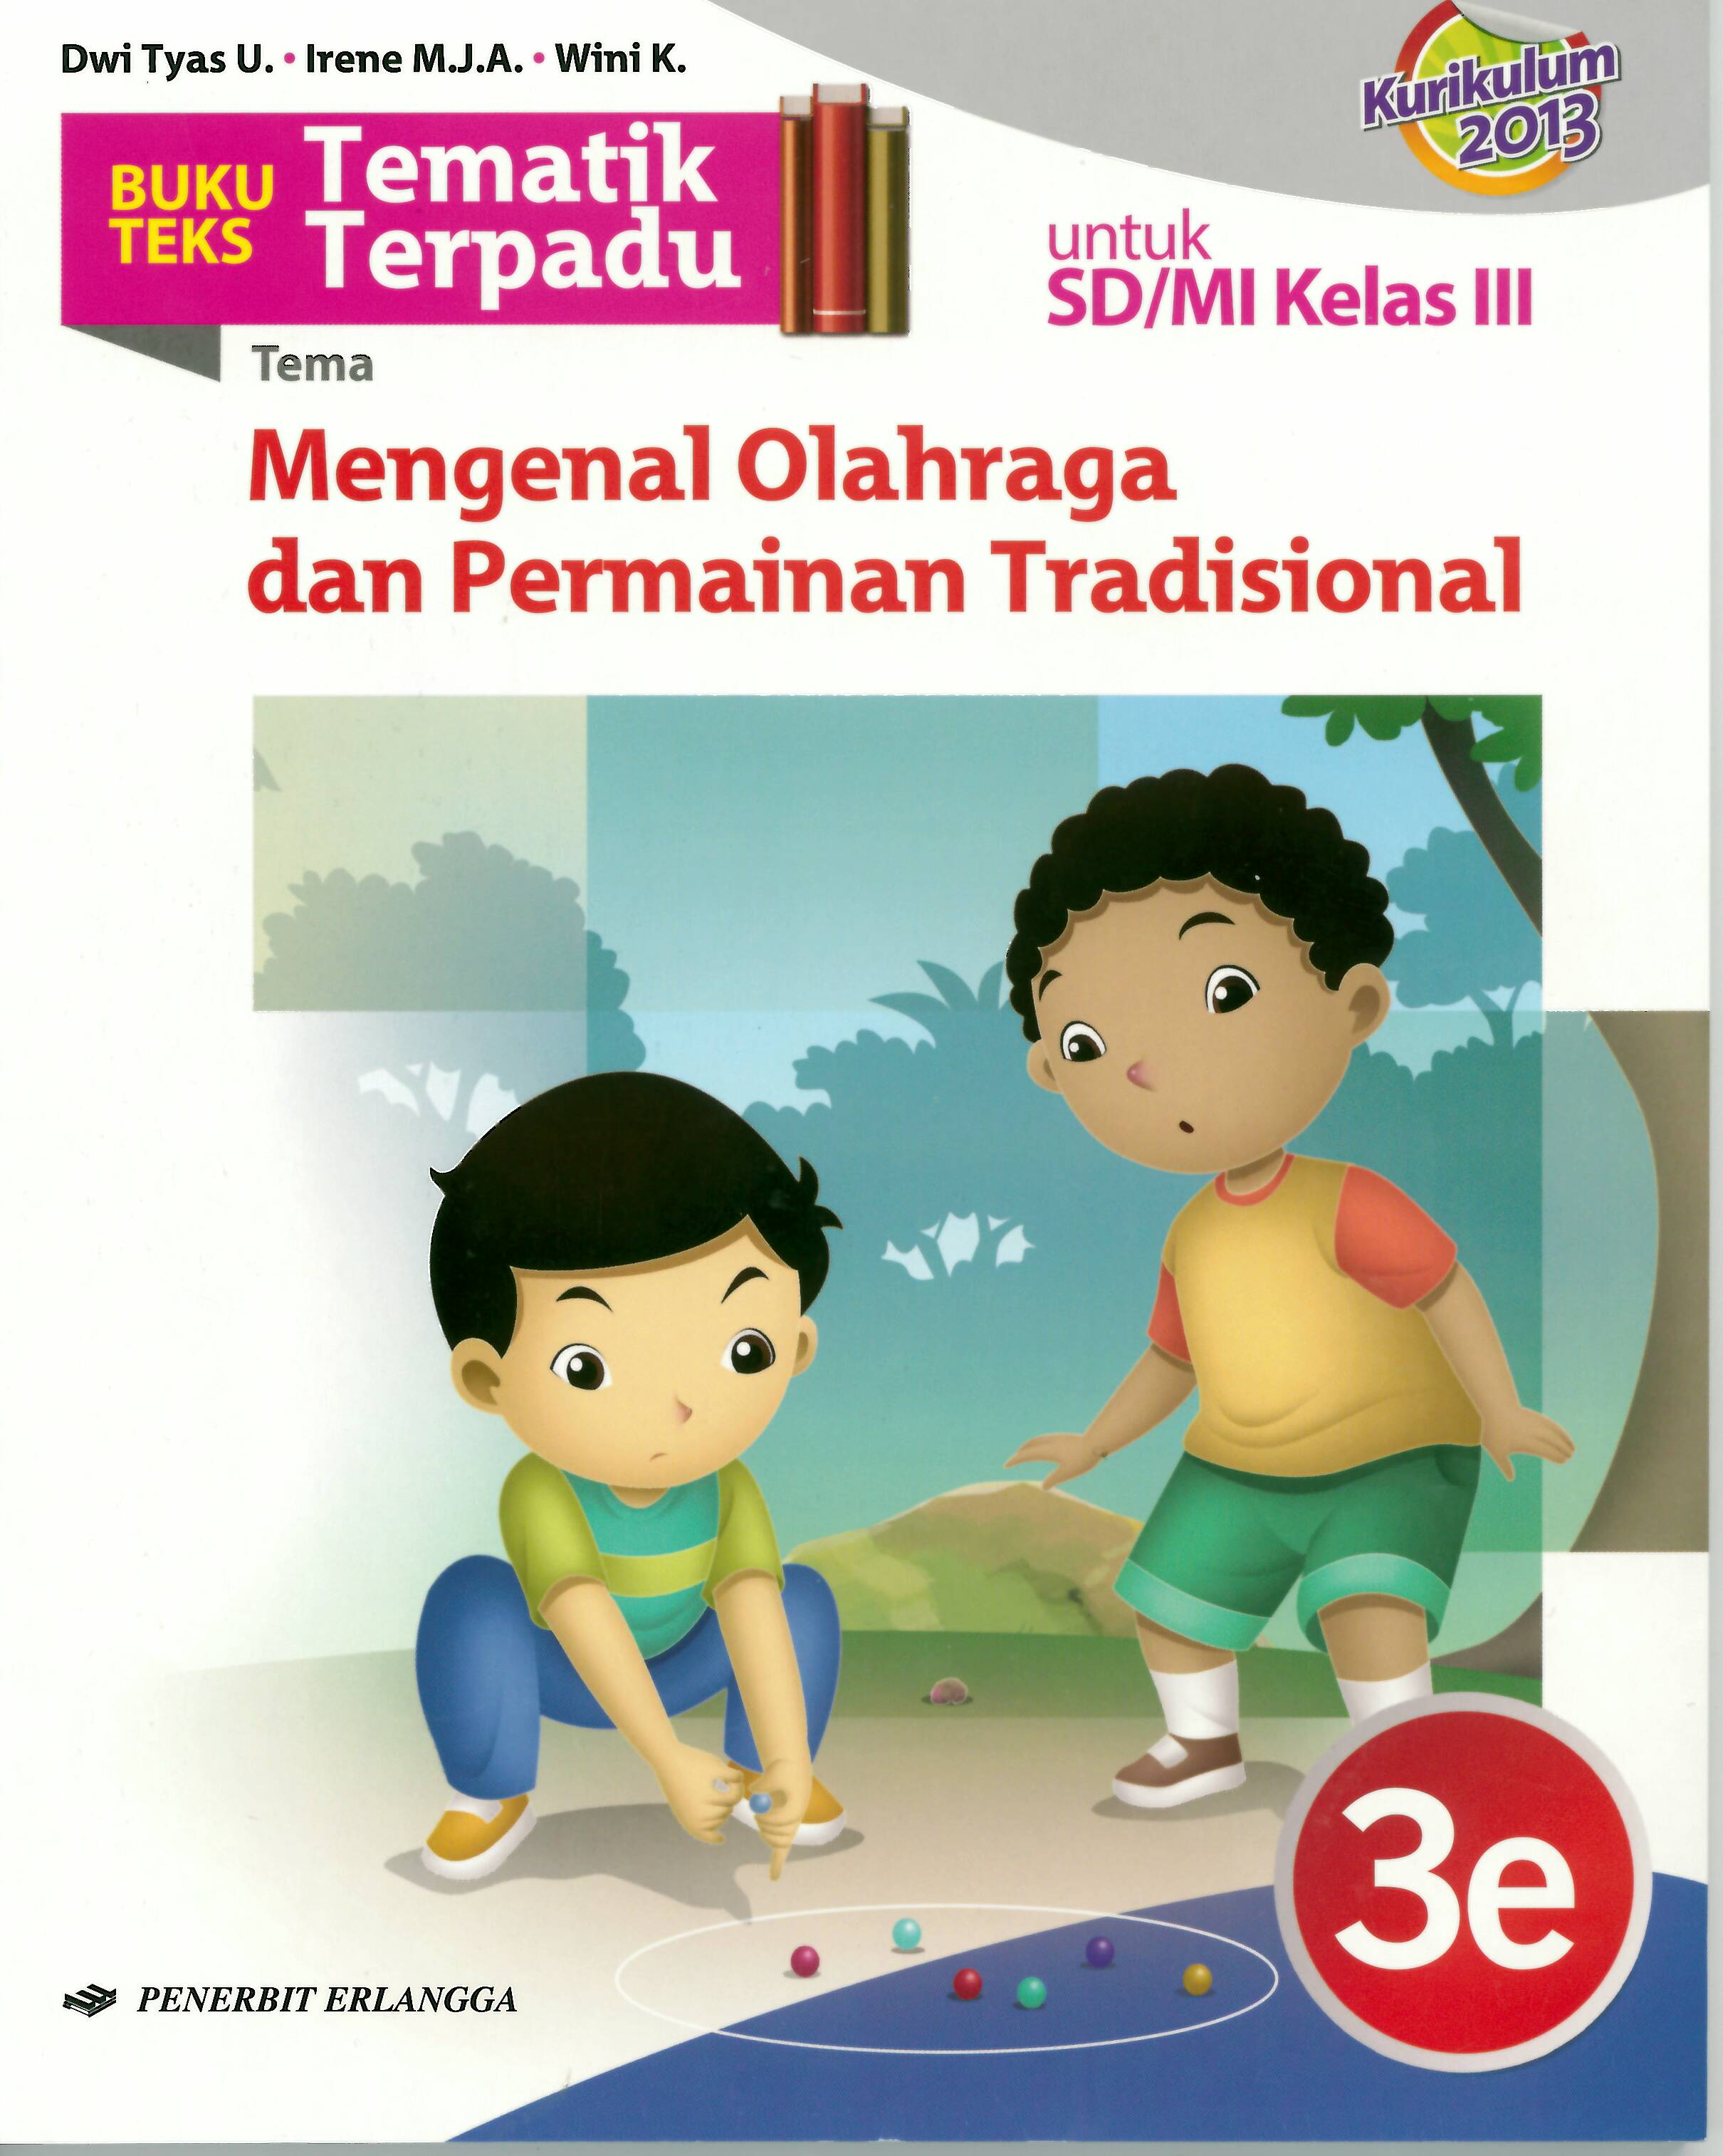 Dwi Tyas U. • Irene M.J.A. • Wini K.
Kurikulum
2013
BUKU
TEKS
Tematik
Terpadu
untuk
SD/MI Kelas III
Tema
Mengenal Olahraga
dan Permainan Tradisional
3e
PENERBIT ERLANGGA